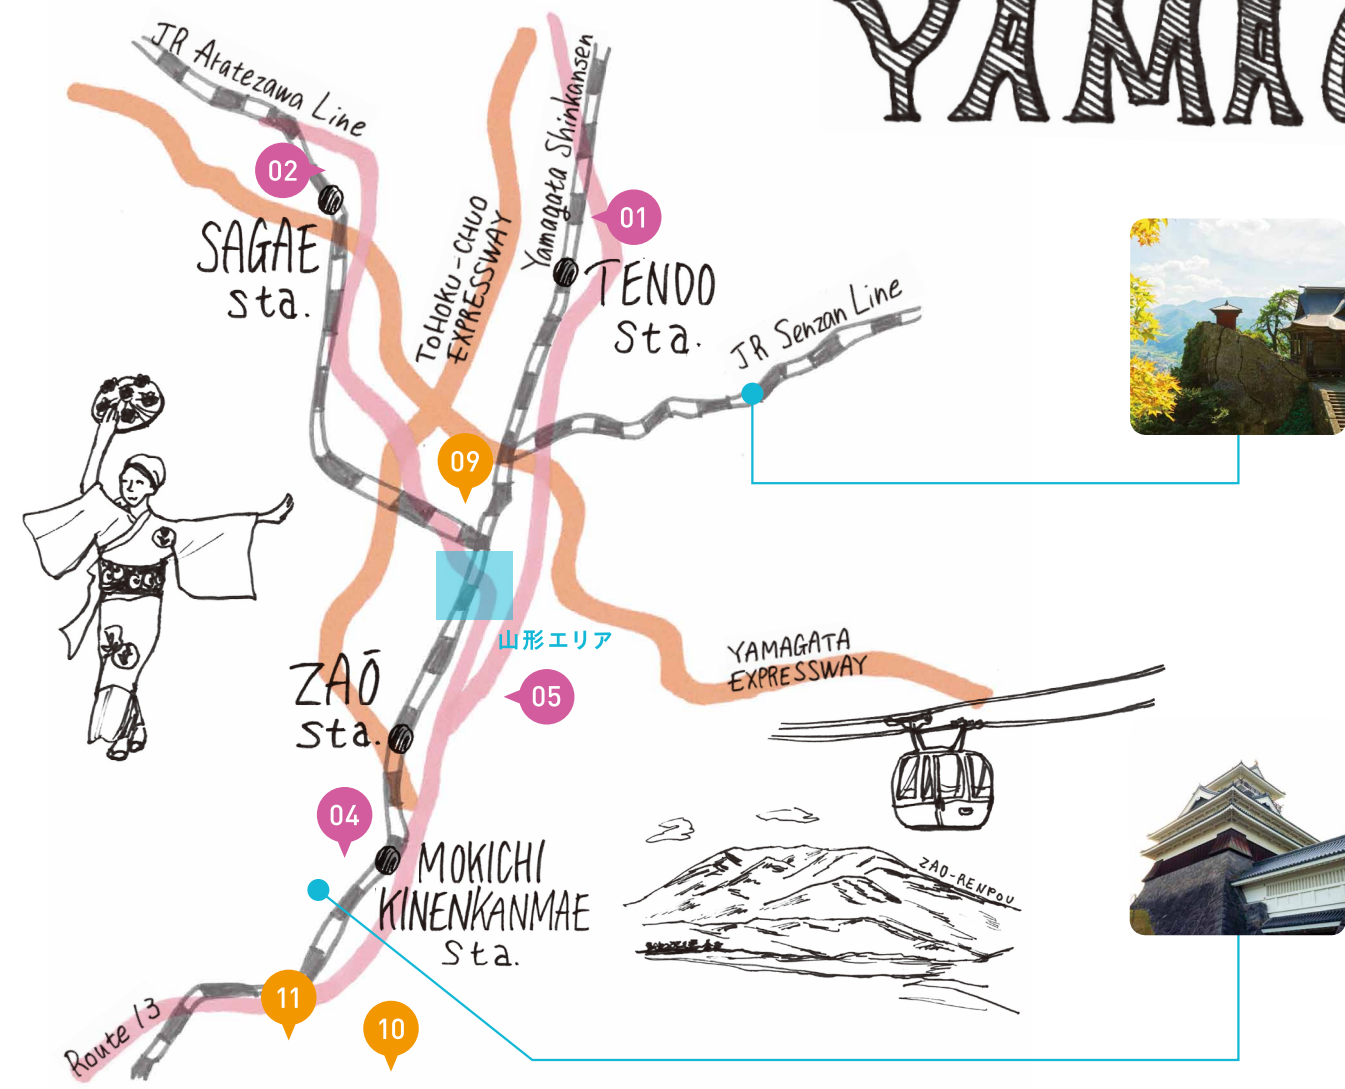 YAMA
JR Aratezawa Line
Yamagata Shinkansen
02
01
SAGAE
sta.
TOHOKU-CHUO
EXPRESSWAY
TENDO
sta.
JR Senzan Line
09
山形エリア
YAMAGATA
EXPRESSWAY
ZAŌ
sta.
05
04
MOKICHI
KINENKANMAE
sta.
ZAO-RENPOU
11
Route 13
10